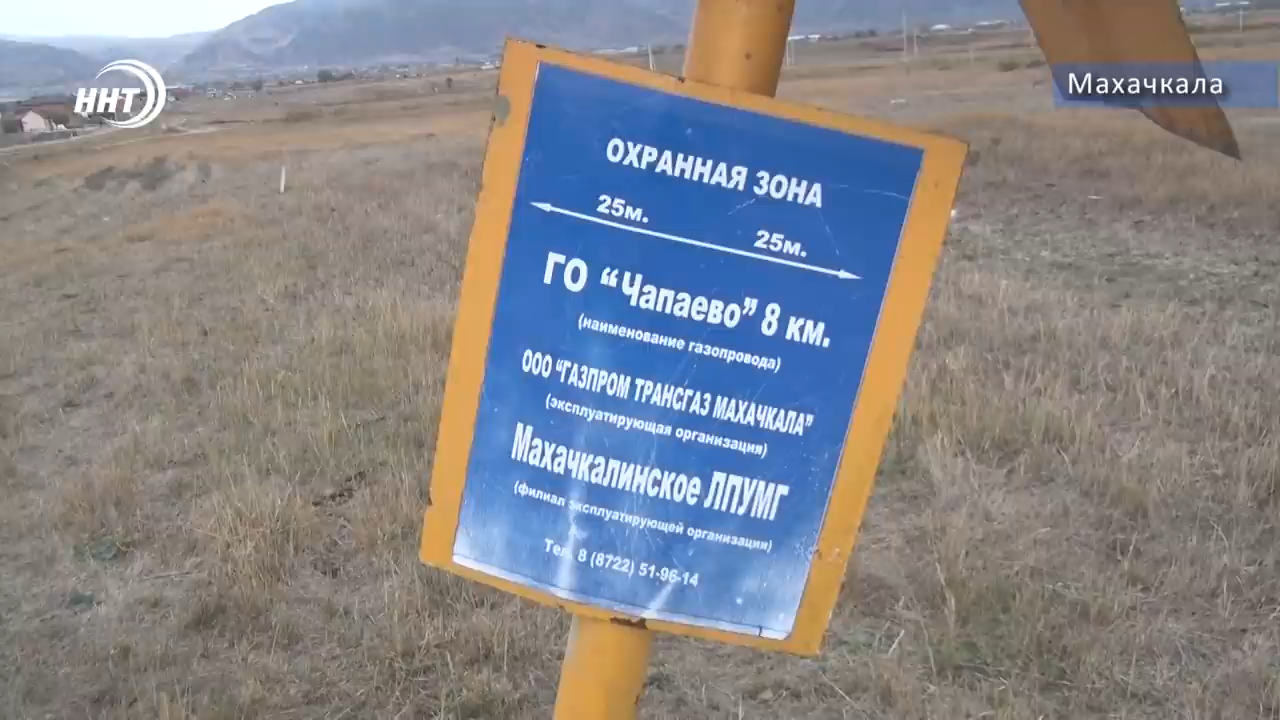 ННТ
Махачкала
ОХРАННАЯ ЗОНА
25м.
25м.
ГО “Чапаево” 8 км.
(наименование газопровода)
ООО “ГАЗПРОМ ТРАНСГАЗ МАХАЧКАЛА”
(эксплуатирующая организация)
Махачкалинское ЛПУМГ
(филиал эксплуатирующей организация)
Тел. 8 (8722) 51-96-14